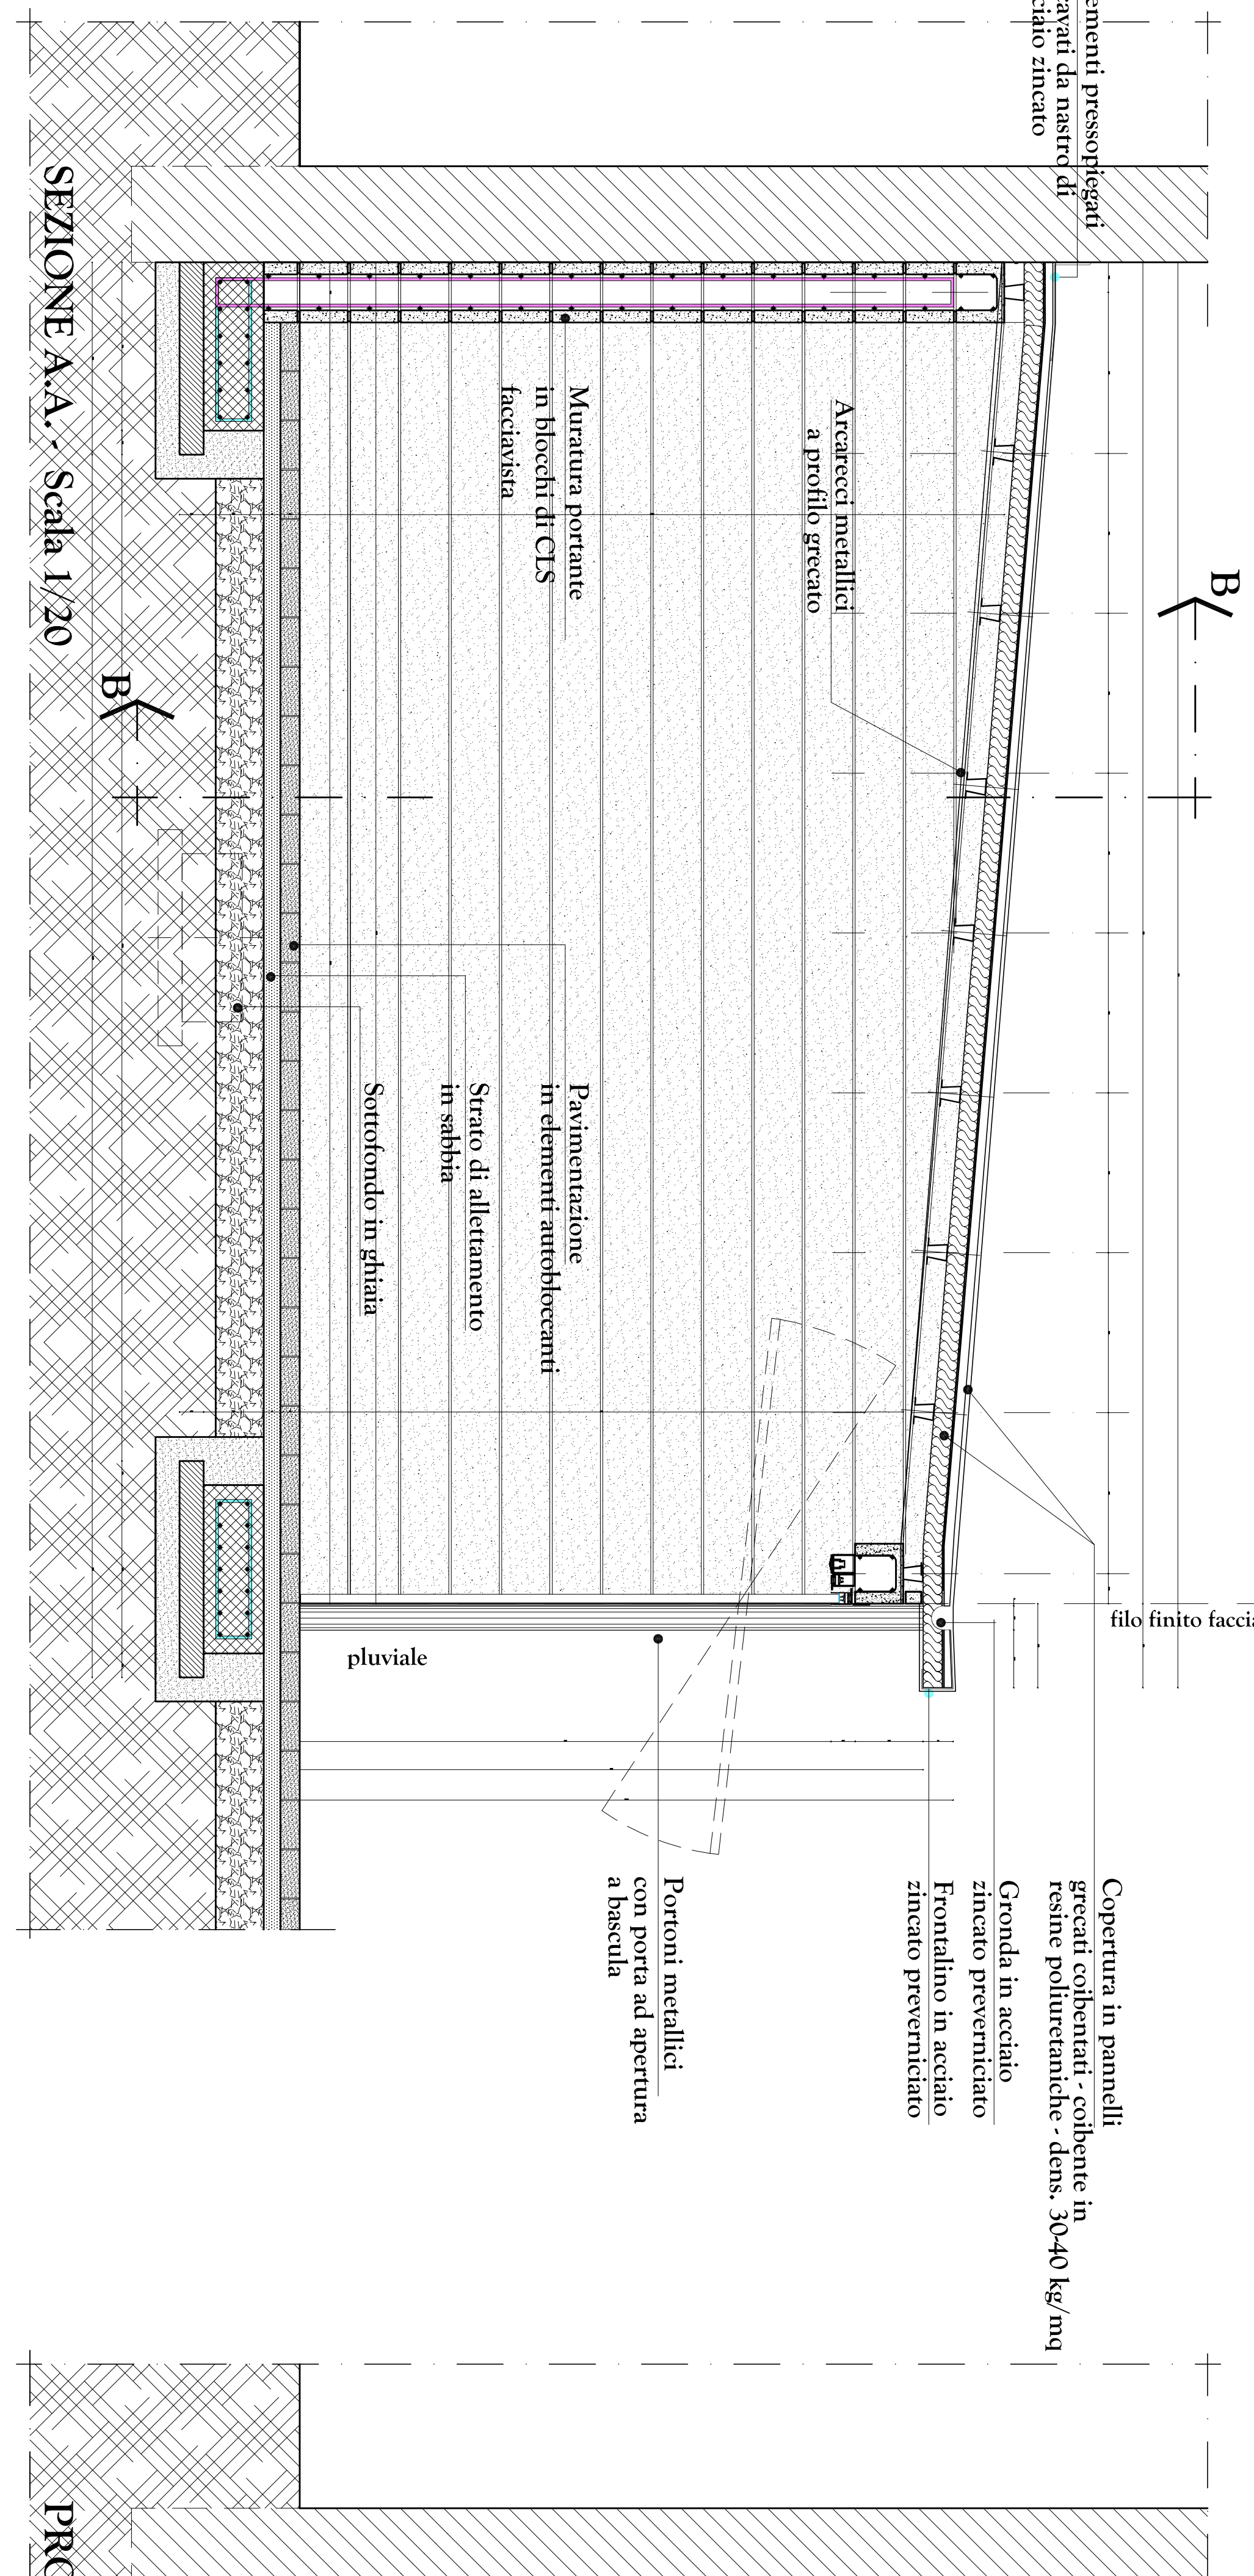 ementi pressopiegati
avati da nastro di
ciaio zincato
B
Arcarecci metallici
a profilo grecato
Muratura portante
in blocchi di CLS
facciavista
B
SEZIONE A.A. - Scala 1/20
Pavimentazione
in elementi autobloccanti
Strato di allettamento
in sabbia
Sottofondo in ghiaia
filo finito faccia
pluviale
Copertura in pannelli
grecati coibentati - coibente in
resine poliuretaniche - dens. 30-40 kg/mq
Gronda in acciaio
zincato preverniciato
Frontalino in acciaio
zincato preverniciato
Portoni metallici
con porta ad apertura
a bascula